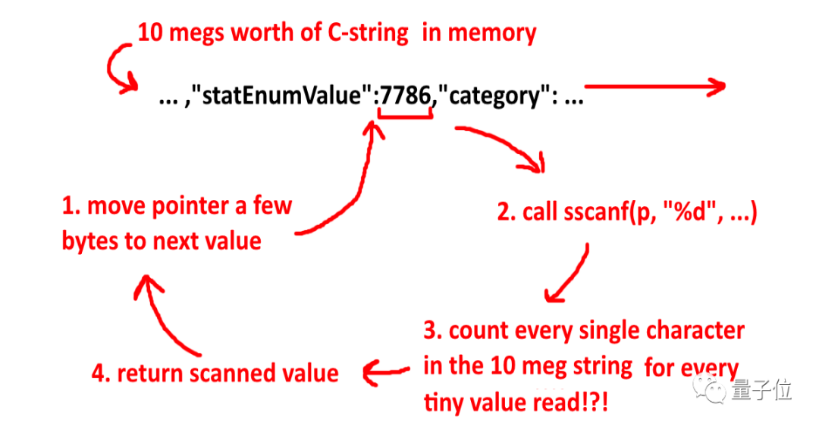 10 megs worth of C-string in memory
... ,"statEnumValue":7786,"category": ...
1. move pointer a few
bytes to next value
2. call sscanf(p, "%d", ...)
3. count every single character
in the 10 meg string for every
tiny value read!?!
4. return scanned value
量子位